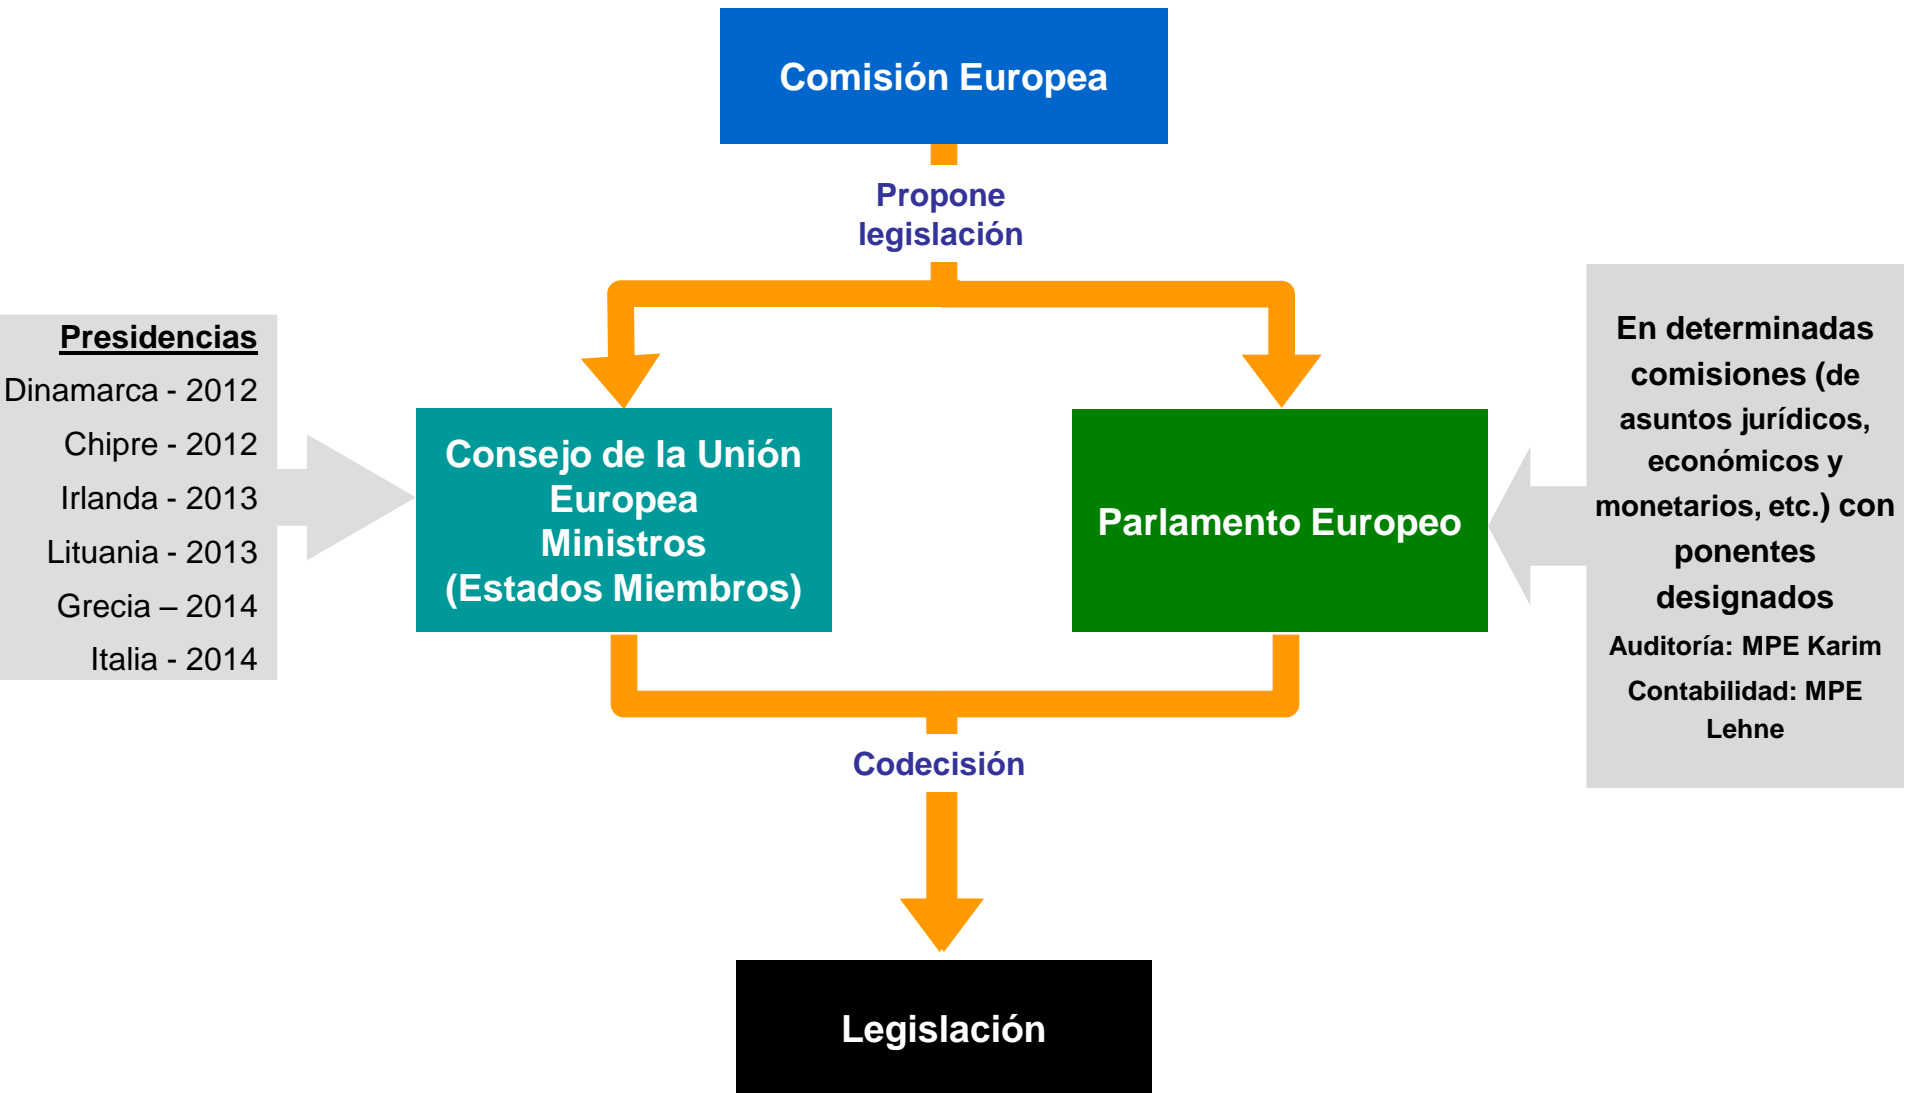 Comisión Europea
Propone
legislación
Presidencias
Dinamarca - 2012
Chipre - 2012
Irlanda - 2013
Lituania - 2013
Grecia – 2014
Italia - 2014
Consejo de la Unión
Europea
Ministros
(Estados Miembros)
Parlamento Europeo
En determinadas
comisiones (de
asuntos jurídicos,
económicos y
monetarios, etc.) con
ponentes
designados
Auditoría: MPE Karim
Contabilidad: MPE
Lehne
Codecisión
Legislación